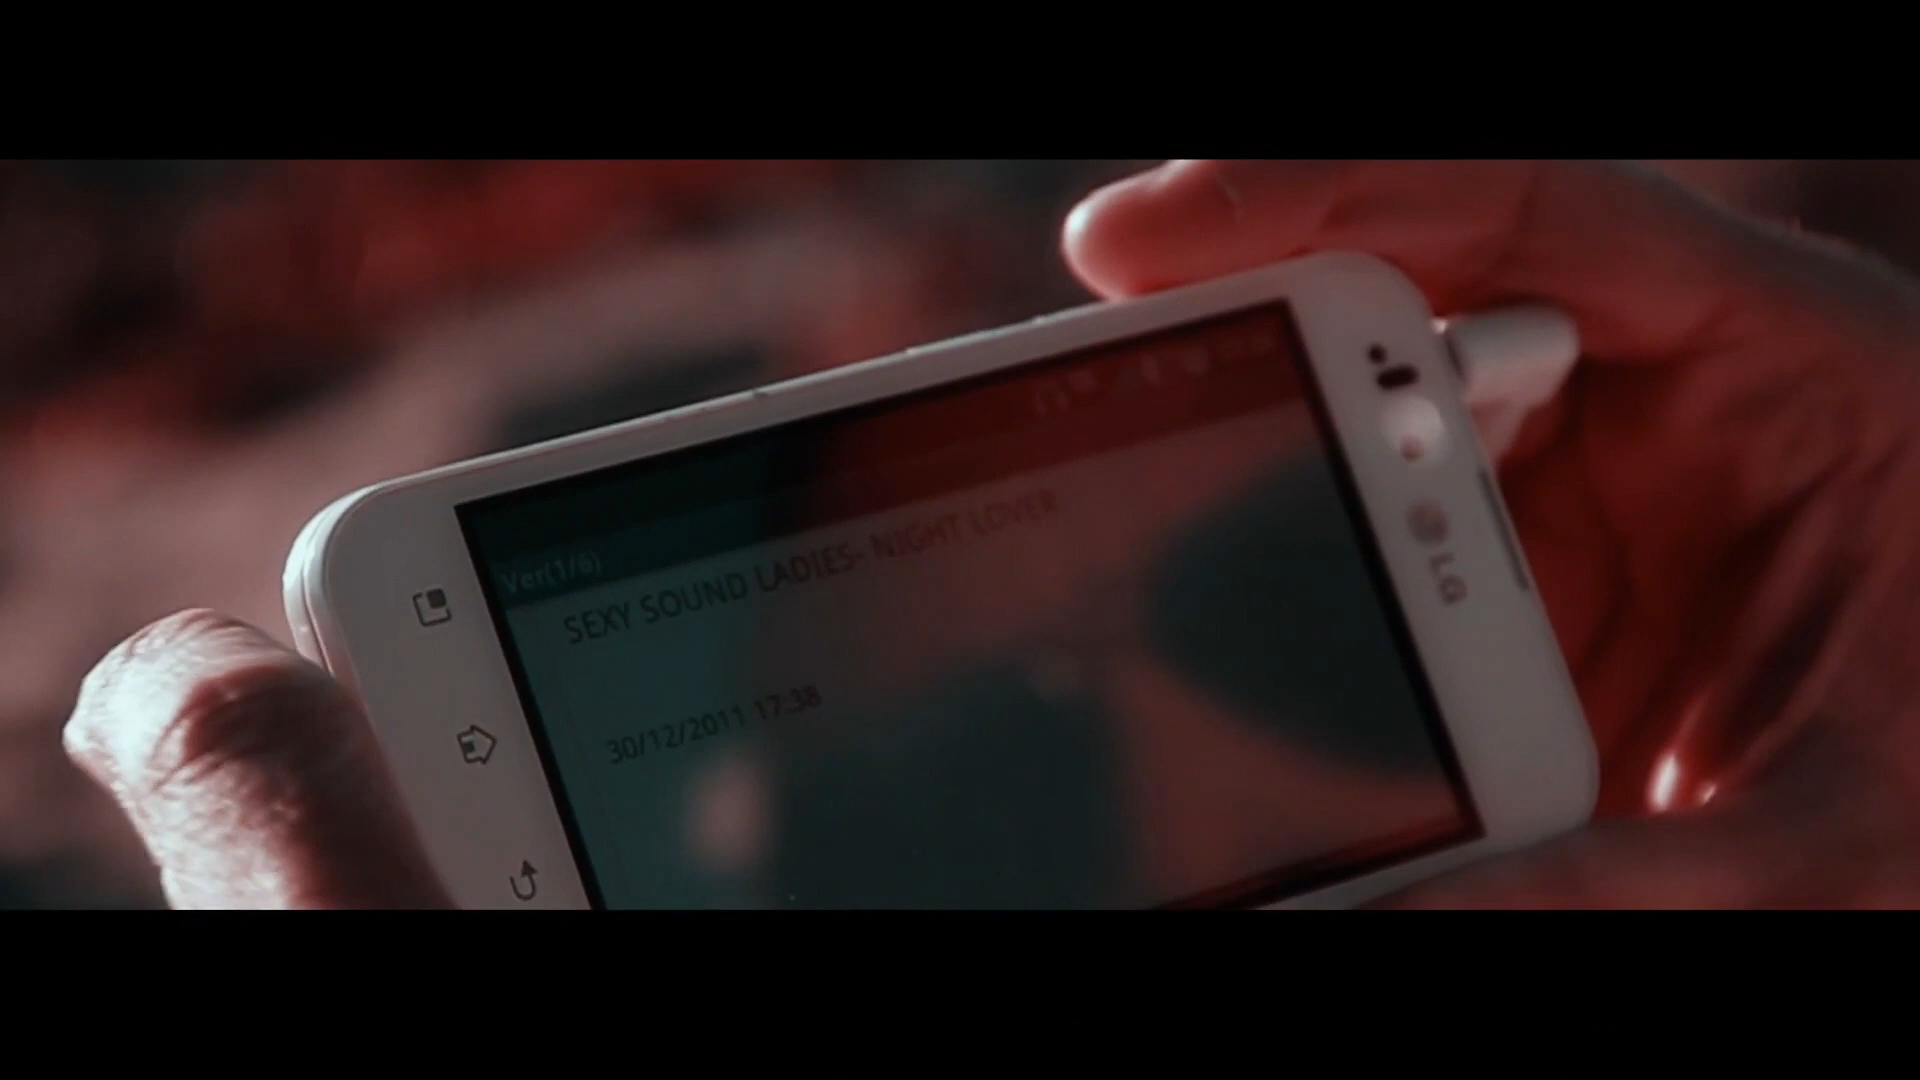 Ver(1/6)
SEXY SOUND LADIES- NIGHT LOVER
30/12/2011 17:38
LG